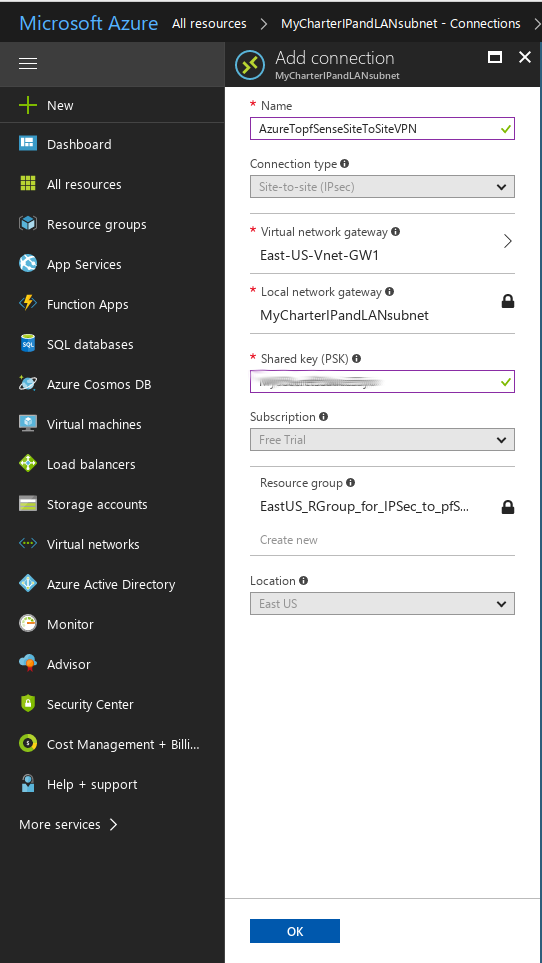 Microsoft Azure All resources MyCharterIPandLANsubnet - Connections
New
Dashboard
All resources
Resource groups
App Services
Function Apps
SQL databases
Azure Cosmos DB
Virtual machines
Load balancers
Storage accounts
Virtual networks
Azure Active Directory
Monitor
Advisor
Security Center
Cost Management + Billi...
Help + support
More services
Add connection
MyCharterIPandLANsubnet
* Name
AzureTopfSenseSiteToSiteVPN
Connection type
Site-to-site (IPsec)
* Virtual network gateway
East-US-Vnet-GW1
* Local network gateway
MyCharterIPandLANsubnet
* Shared key (PSK)
Subscription
Free Trial
Resource group
EastUS_RGroup_for_IPSec_to_pfS...
Create new
Location
East US
OK